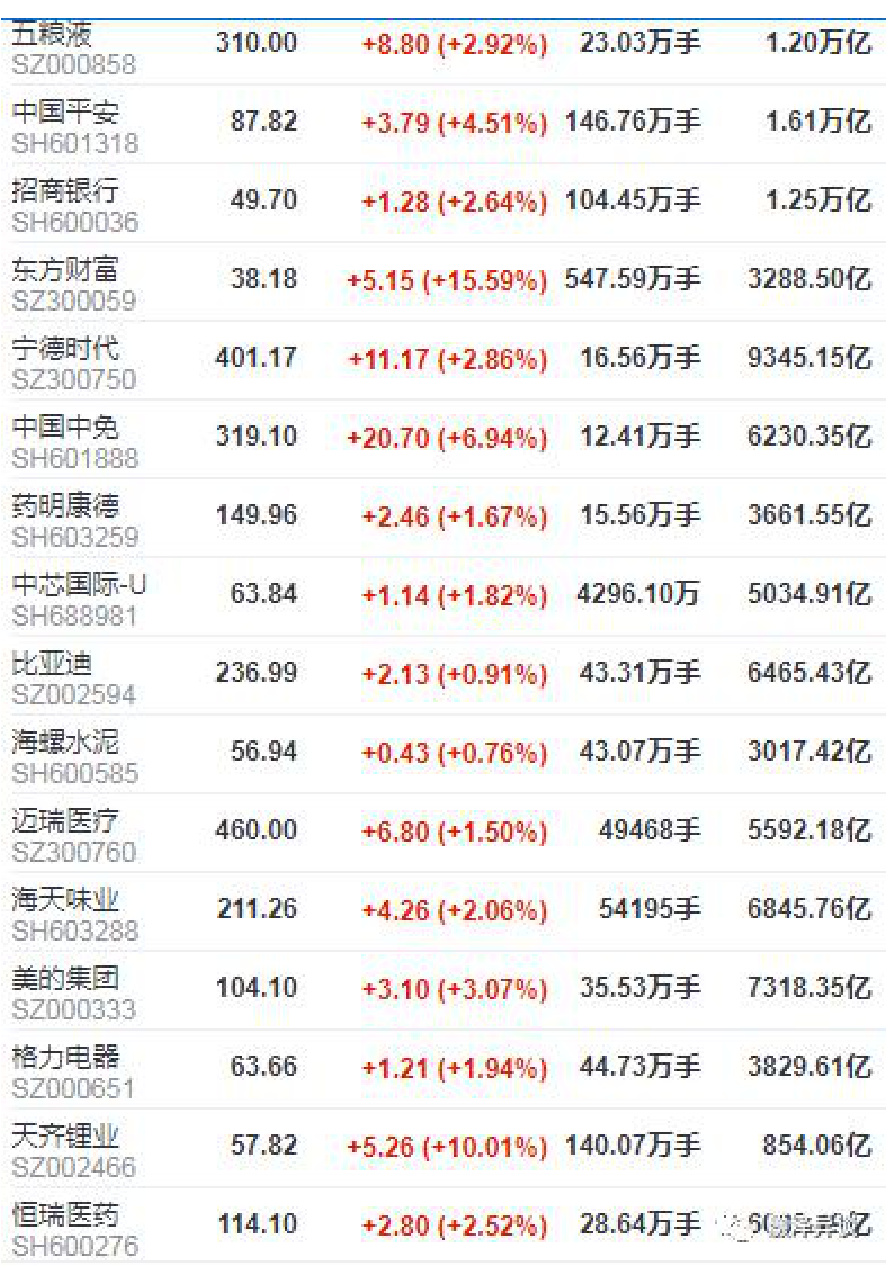 五粮液 310.00 +8.80 (+2.92%) 23.03万手 1.20万亿
SZ000858
中国平安 87.82 +3.79 (+4.51%) 146.76万手 1.61万亿
SH601318
招商银行 49.70 +1.28 (+2.64%) 104.45万手 1.25万亿
SH600036
东方财富 38.18 +5.15 (+15.59%) 547.59万手 3288.50亿
SZ300059
宁德时代 401.17 +11.17 (+2.86%) 16.56万手 9345.15亿
SZ300750
中国中免 319.10 +20.70 (+6.94%) 12.41万手 6230.35亿
SH601888
药明康德 149.96 +2.46 (+1.67%) 15.56万手 3661.55亿
SH603259
中芯国际-U 63.84 +1.14 (+1.82%) 4296.10万 5034.91亿
SH688981
比亚迪 236.99 +2.13 (+0.91%) 43.31万手 6465.43亿
SZ002594
海螺水泥 56.94 +0.43 (+0.76%) 43.07万手 3017.42亿
SH600585
迈瑞医疗 460.00 +6.80 (+1.50%) 49468手 5592.18亿
SZ300760
海天味业 211.26 +4.26 (+2.06%) 54195手 6845.76亿
SH603288
美的集团 104.10 +3.10 (+3.07%) 35.53万手 7318.35亿
SZ000333
格力电器 63.66 +1.21 (+1.94%) 44.73万手 3829.61亿
SZ000651
天齐锂业 57.82 +5.26 (+10.01%) 140.07万手 854.06亿
SZ002466
恒瑞医药 114.10 +2.80 (+2.52%) 28.64万手
SH600276